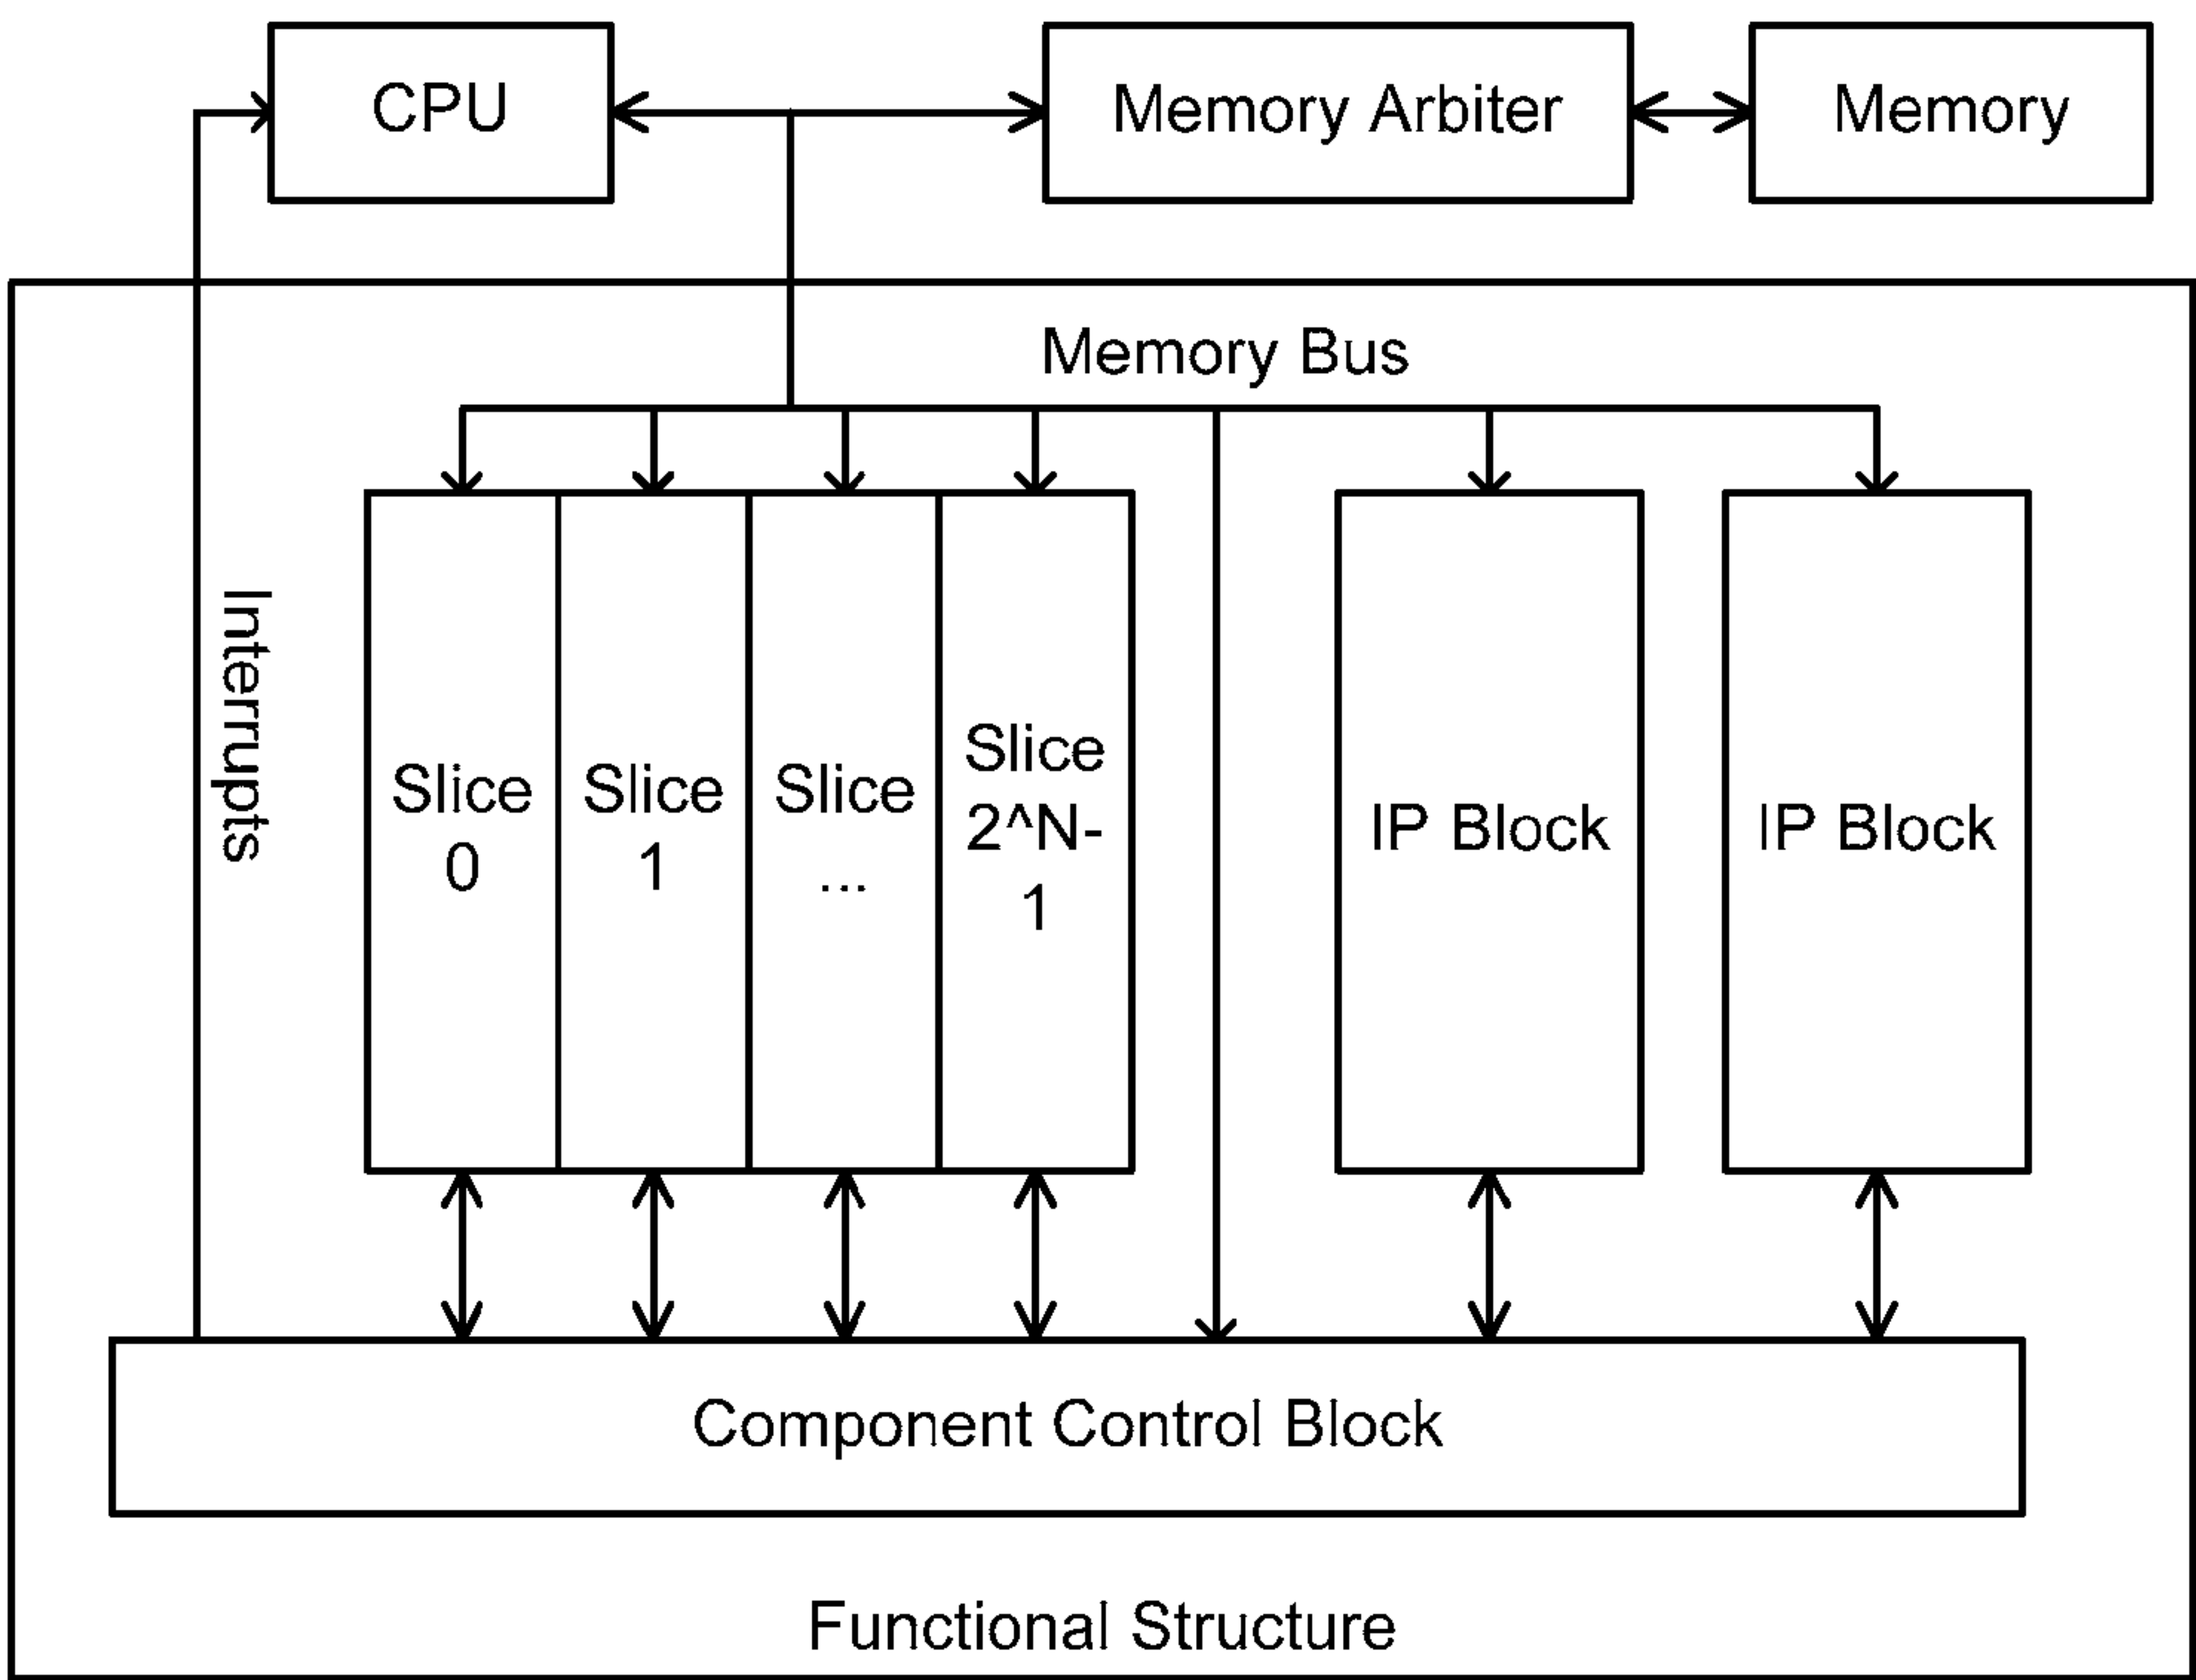 CPU
Memory Arbiter
Memory
Memory Bus
Interrupts
Slice
0
Slice
1
Slice
...
Slice
2^N-
1
IP Block
IP Block
Component Control Block
Functional Structure